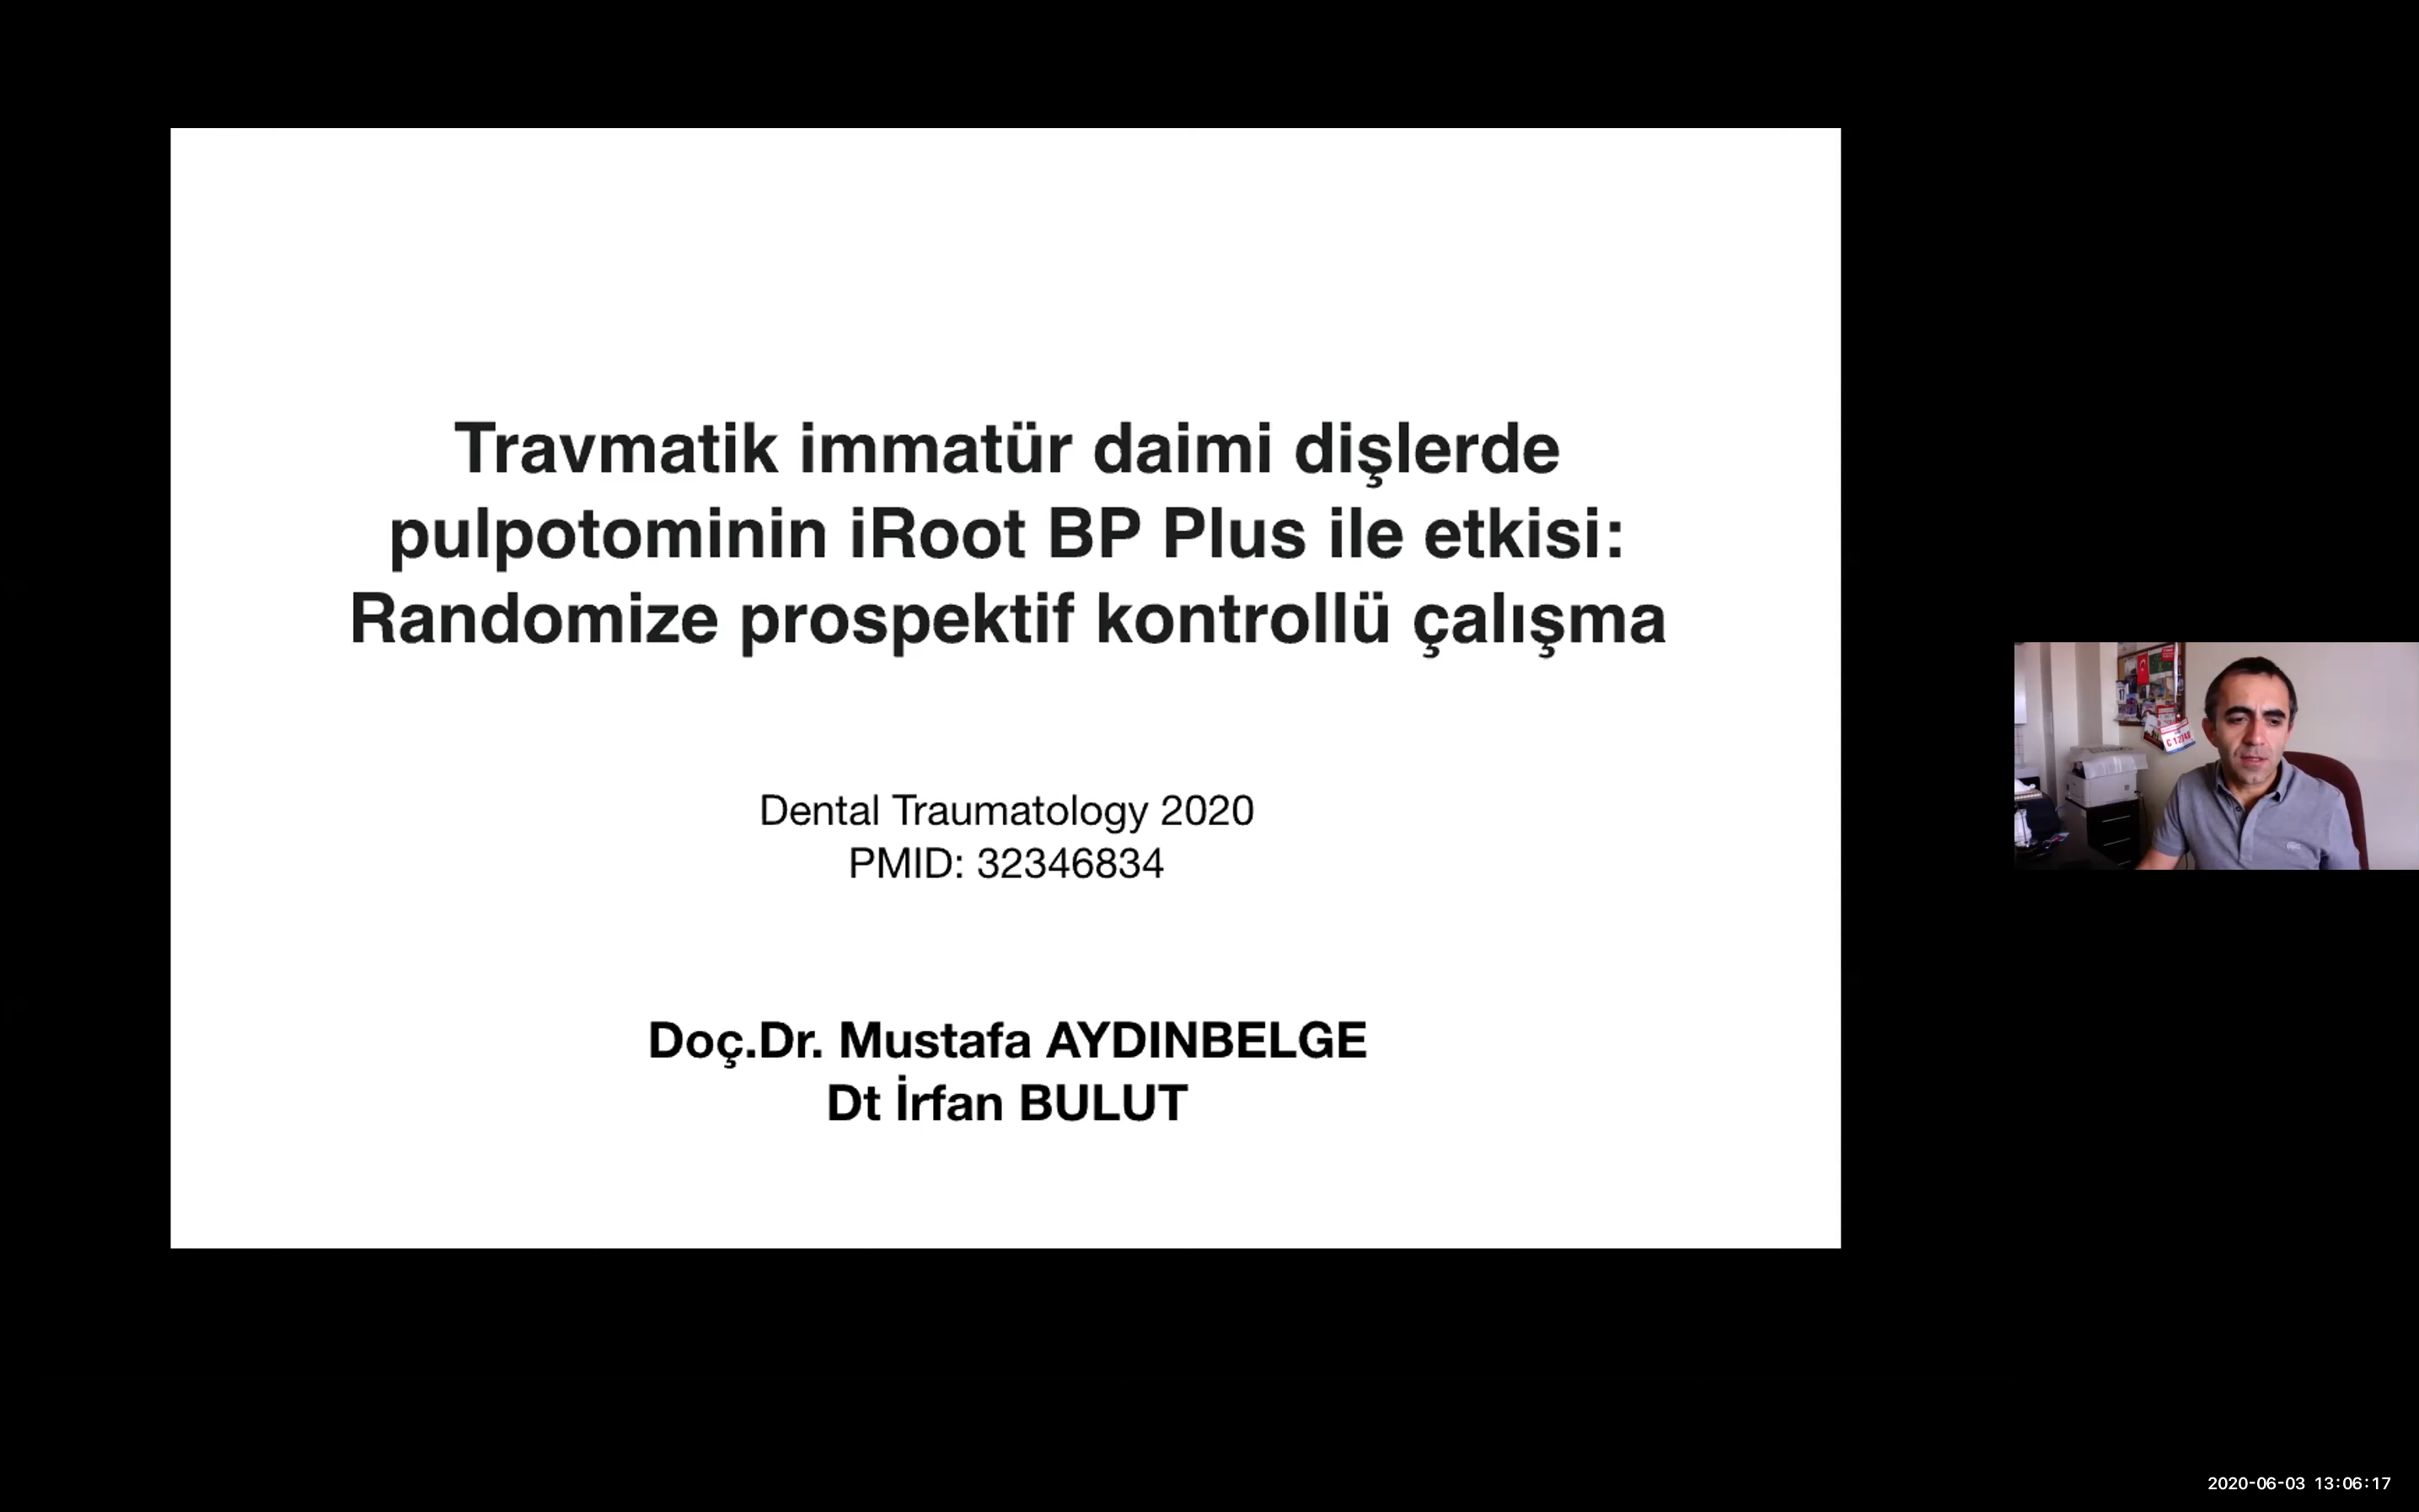 Travmatik immatür daimi dişlerde
pulpotominin iRoot BP Plus ile etkisi:
Randomize prospektif kontrollü çalışma
Dental Traumatology 2020
PMID: 32346834
Doç.Dr. Mustafa AYDINBELGE
Dt İrfan BULUT
2020-06-03 13:06:17